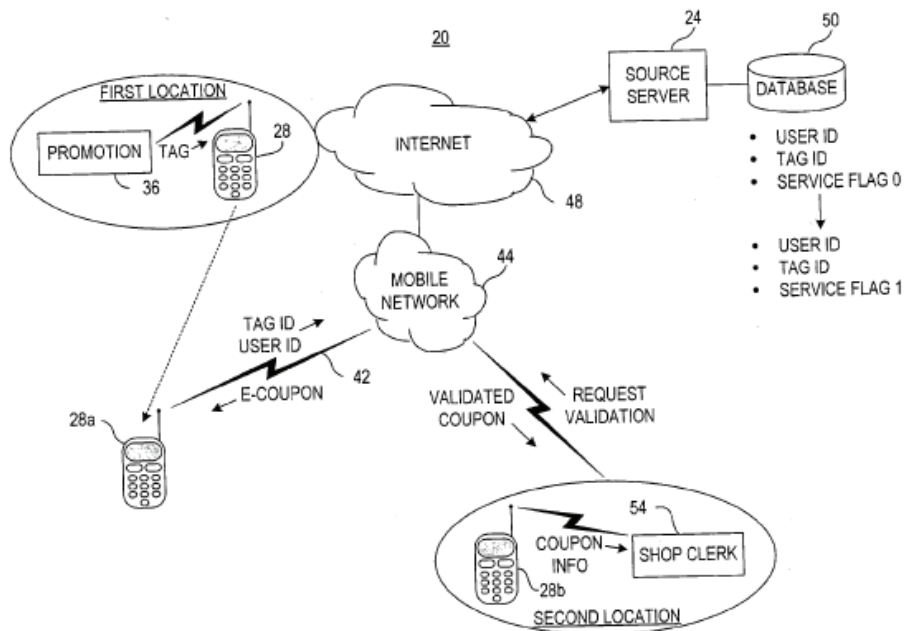 20
24
50
SOURCE
SERVER
DATABASE
FIRST LOCATION
PROMOTION
TAG
28
36
INTERNET
48
• USER ID
• TAG ID
• SERVICE FLAG 0
• USER ID
• TAG ID
• SERVICE FLAG 1
MOBILE
NETWORK
44
TAG ID
USER ID
42
E-COUPON
28a
VALIDATED
COUPON
REQUEST
VALIDATION
54
COUPON
INFO
SHOP CLERK
28b
SECOND LOCATION